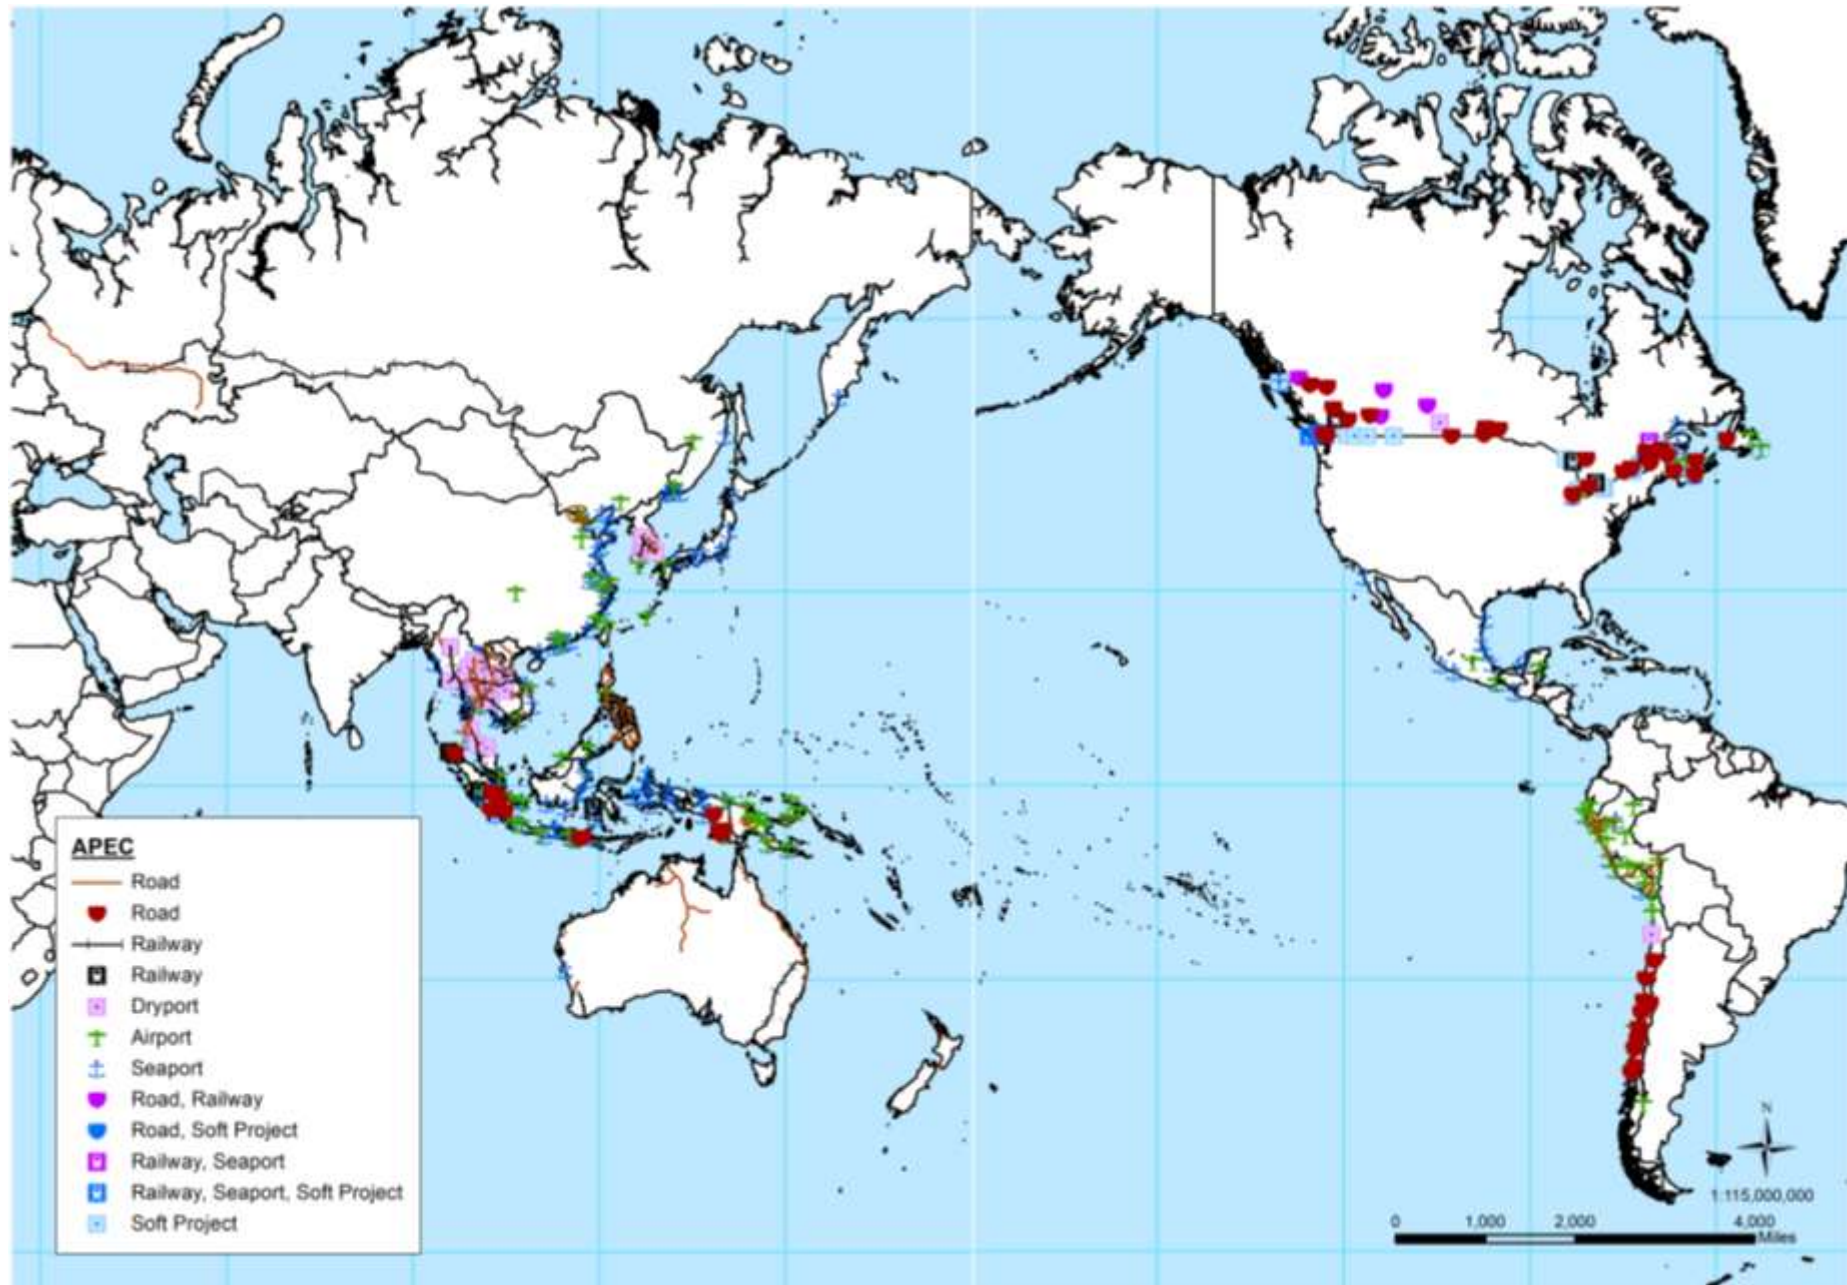 APEC
Road
Road
Railway
Railway
Dryport
Airport
Seaport
Road, Railway
Road, Soft Project
Railway, Seaport
Railway, Seaport, Soft Project
Soft Project
N
1:115,000,000
0 1,000 2,000 4,000
Miles